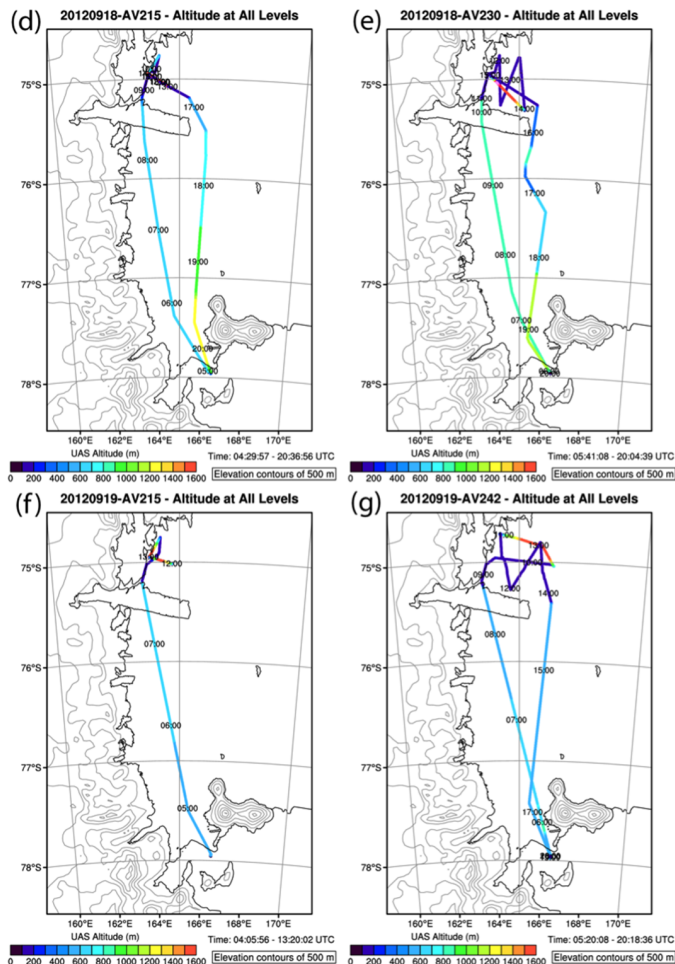 (d) 20120918-AV215 - Altitude at All Levels
75°S
76°S
77°S
78°S
09:00
13:00
17:00
08:00
18:00
07:00
19:00
06:00
20:00
05:00
160°E 162°E 164°E 166°E 168°E 170°E
UAS Altitude (m)
Time: 04:29:57 - 20:36:56 UTC
0 200 400 600 800 1000 1200 1400 1600
Elevation contours of 500 m
(e) 20120918-AV230 - Altitude at All Levels
75°S
76°S
77°S
78°S
13:00
10:00
14:00
16:00
09:00
17:00
08:00
18:00
07:00
19:00
160°E 162°E 164°E 166°E 168°E 170°E
UAS Altitude (m)
Time: 05:41:08 - 20:04:39 UTC
0 200 400 600 800 1000 1200 1400 1600
Elevation contours of 500 m
(f) 20120919-AV215 - Altitude at All Levels
75°S
76°S
77°S
78°S
12:00
07:00
06:00
05:00
160°E 162°E 164°E 166°E 168°E 170°E
UAS Altitude (m)
Time: 04:05:56 - 13:20:02 UTC
0 200 400 600 800 1000 1200 1400 1600
Elevation contours of 500 m
(g) 20120919-AV242 - Altitude at All Levels
75°S
76°S
77°S
78°S
13:00
09:00
12:00
14:00
08:00
15:00
07:00
17:00
06:00
160°E 162°E 164°E 166°E 168°E 170°E
UAS Altitude (m)
Time: 05:20:08 - 20:18:36 UTC
0 200 400 600 800 1000 1200 1400 1600
Elevation contours of 500 m